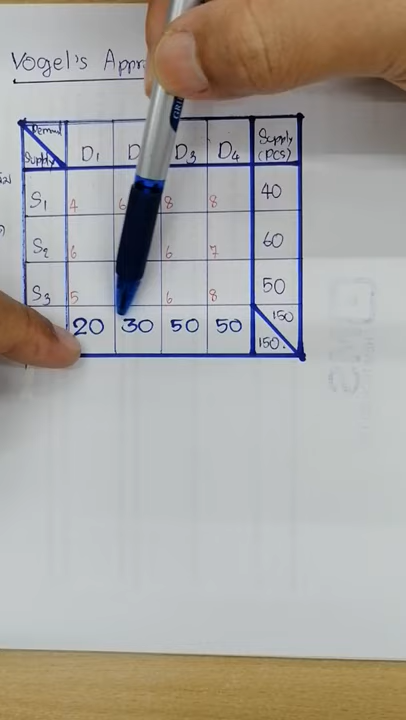 Vogel's
Demand D1 D3 D4 Supply
Supply (PCS)
S1 4 6 8 8 40
S2 6 6 7 60
S3 5 6 8 50
20 30 50 50 150
150.